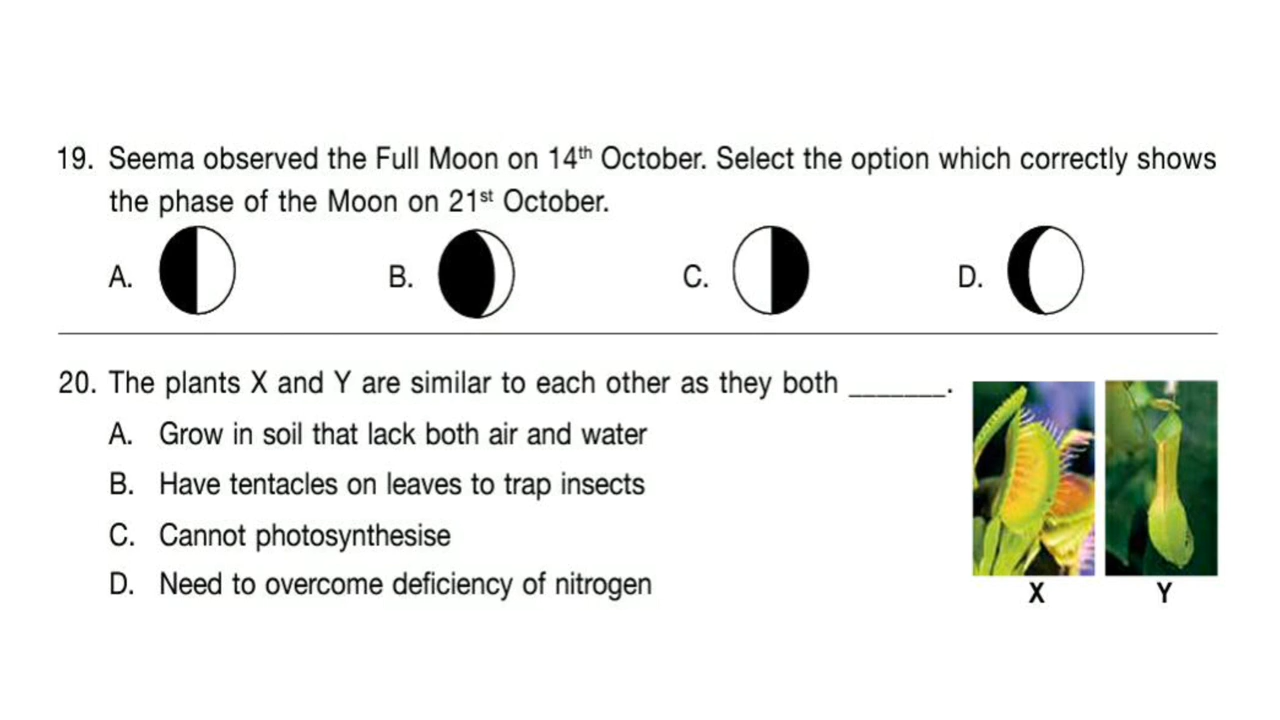 19. Seema observed the Full Moon on 14th October. Select the option which correctly shows
the phase of the Moon on 21st October.
A. B. C. D.
20. The plants X and Y are similar to each other as they both _______.
A. Grow in soil that lack both air and water
B. Have tentacles on leaves to trap insects
C. Cannot photosynthesise
D. Need to overcome deficiency of nitrogen
X Y